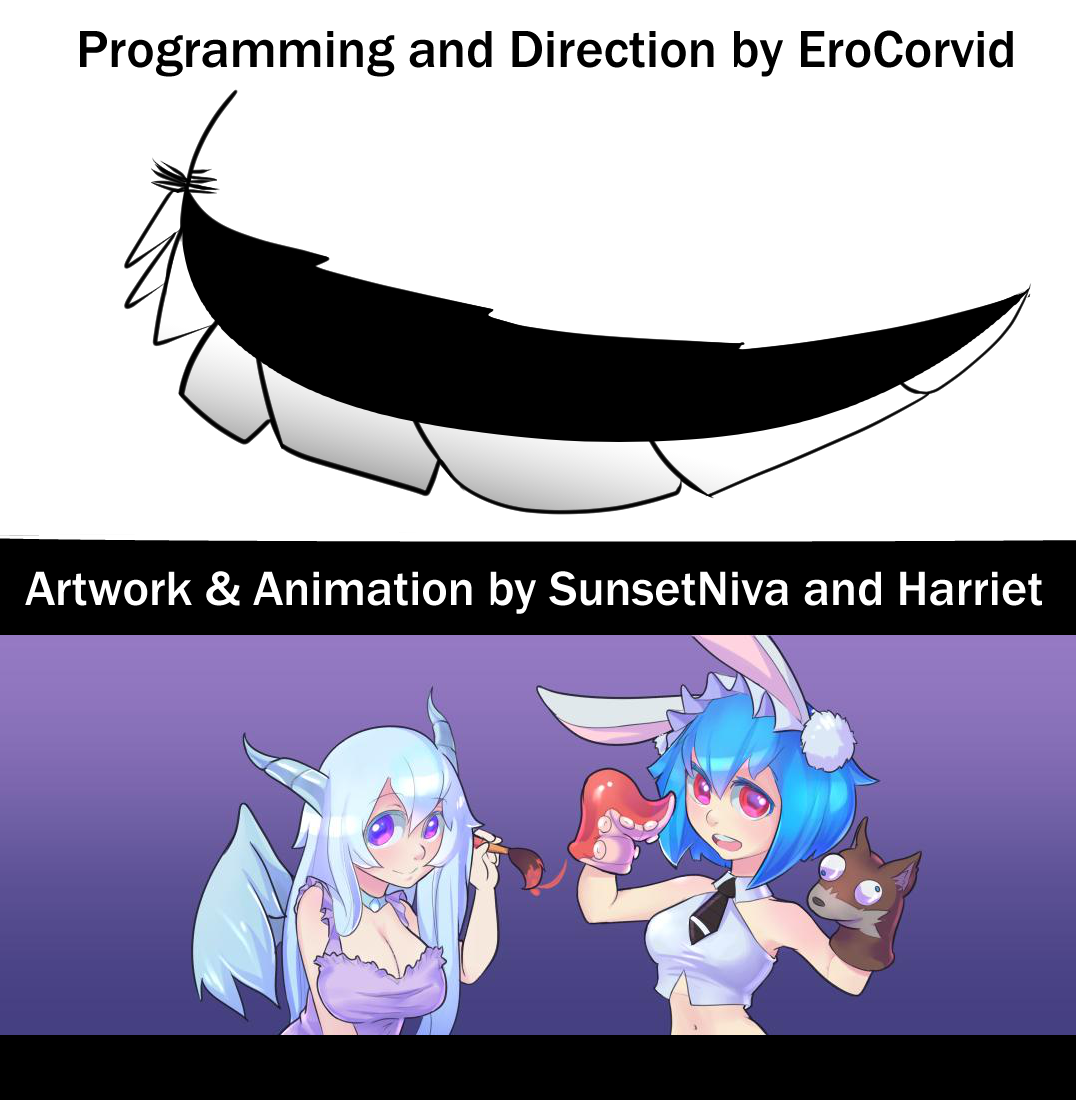 Programming and Direction by EroCorvid
Artwork & Animation by SunsetNiva and Harriet